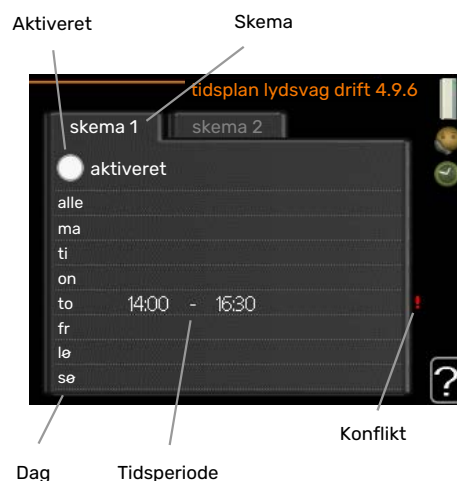 Aktiveret
Skema
tidsplan lydsvag drift 4.9.6
skema 1
skema 2
aktiveret
alle
ma
ti
on
to 14:00 - 16:30 !
fr
lø
sø
?
Konflikt
Dag
Tidsperiode